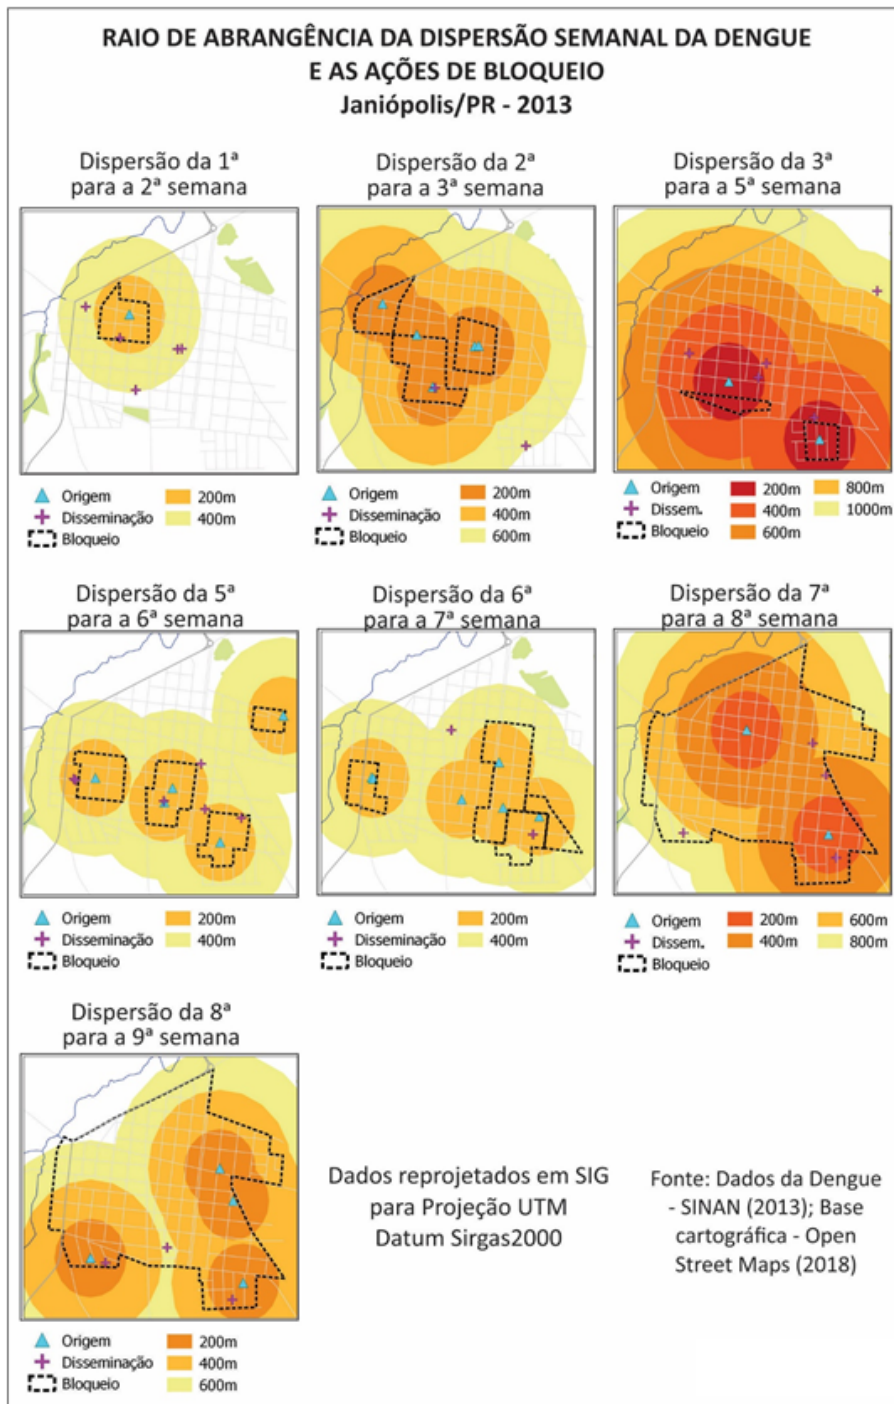 RAIO DE ABRANGÊNCIA DA DISPERSÃO SEMANAL DA DENGUE
E AS AÇÕES DE BLOQUEIO
Janiópolis/PR - 2013
Dispersão da 1ª
para a 2ª semana
Origem
Disseminação
Bloqueio
200m
400m
Dispersão da 2ª
para a 3ª semana
Origem
Disseminação
Bloqueio
200m
400m
600m
Dispersão da 3ª
para a 5ª semana
Origem
Dissem.
Bloqueio
200m
400m
600m
800m
1000m
Dispersão da 5ª
para a 6ª semana
Origem
Disseminação
Bloqueio
200m
400m
Dispersão da 6ª
para a 7ª semana
Origem
Disseminação
Bloqueio
200m
400m
Dispersão da 7ª
para a 8ª semana
Origem
Dissem.
Bloqueio
200m
400m
600m
800m
Dispersão da 8ª
para a 9ª semana
Origem
Disseminação
Bloqueio
200m
400m
600m
Dados reprojetados em SIG
para Projeção UTM
Datum Sirgas2000
Fonte: Dados da Dengue
- SINAN (2013); Base
cartográfica - Open
Street Maps (2018)